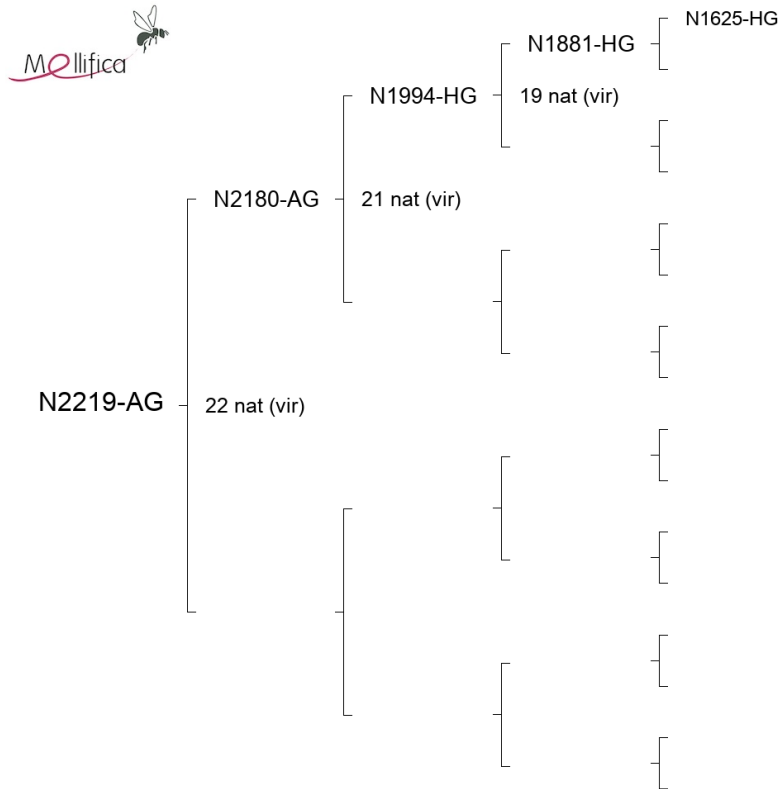 Mellifica
N1625-HG
N1881-HG
N1994-HG 19 nat (vir)
N2180-AG 21 nat (vir)
N2219-AG 22 nat (vir)